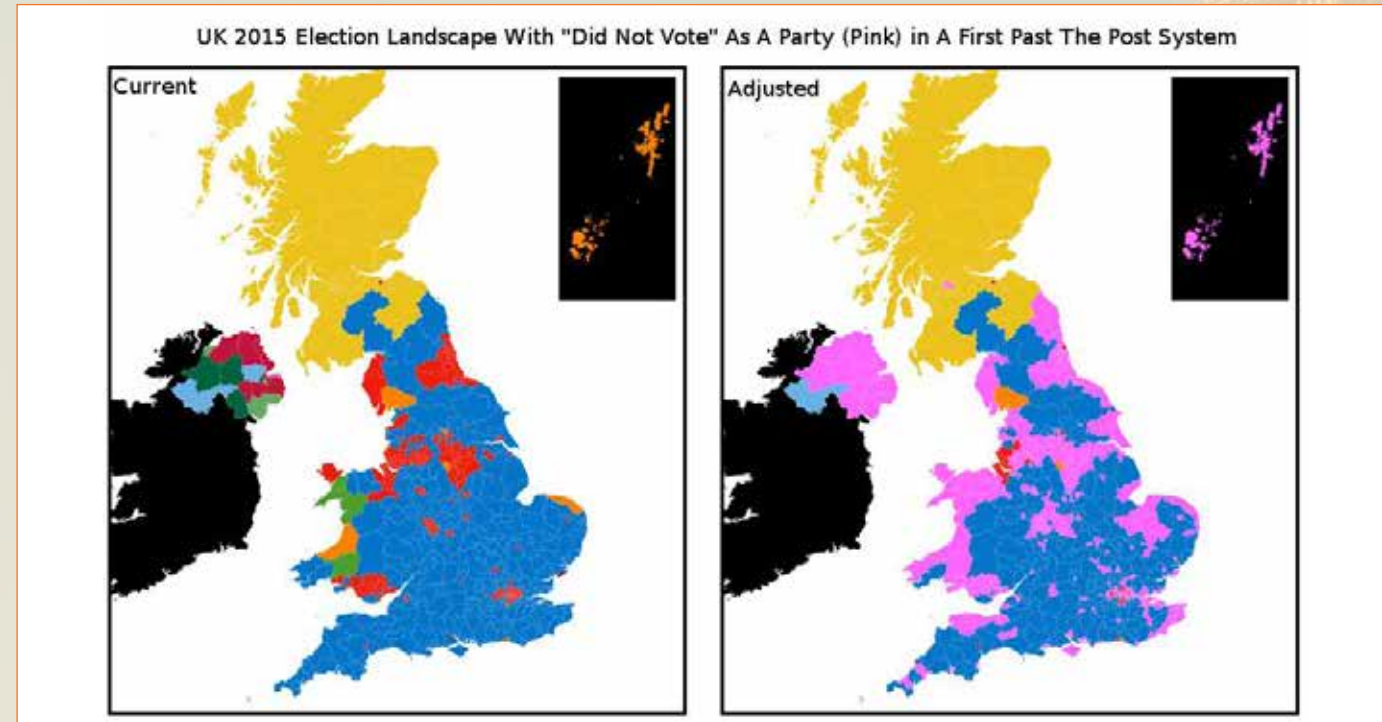 UK 2015 Election Landscape With "Did Not Vote" As A Party (Pink) in A First Past The Post System
Current
Adjusted